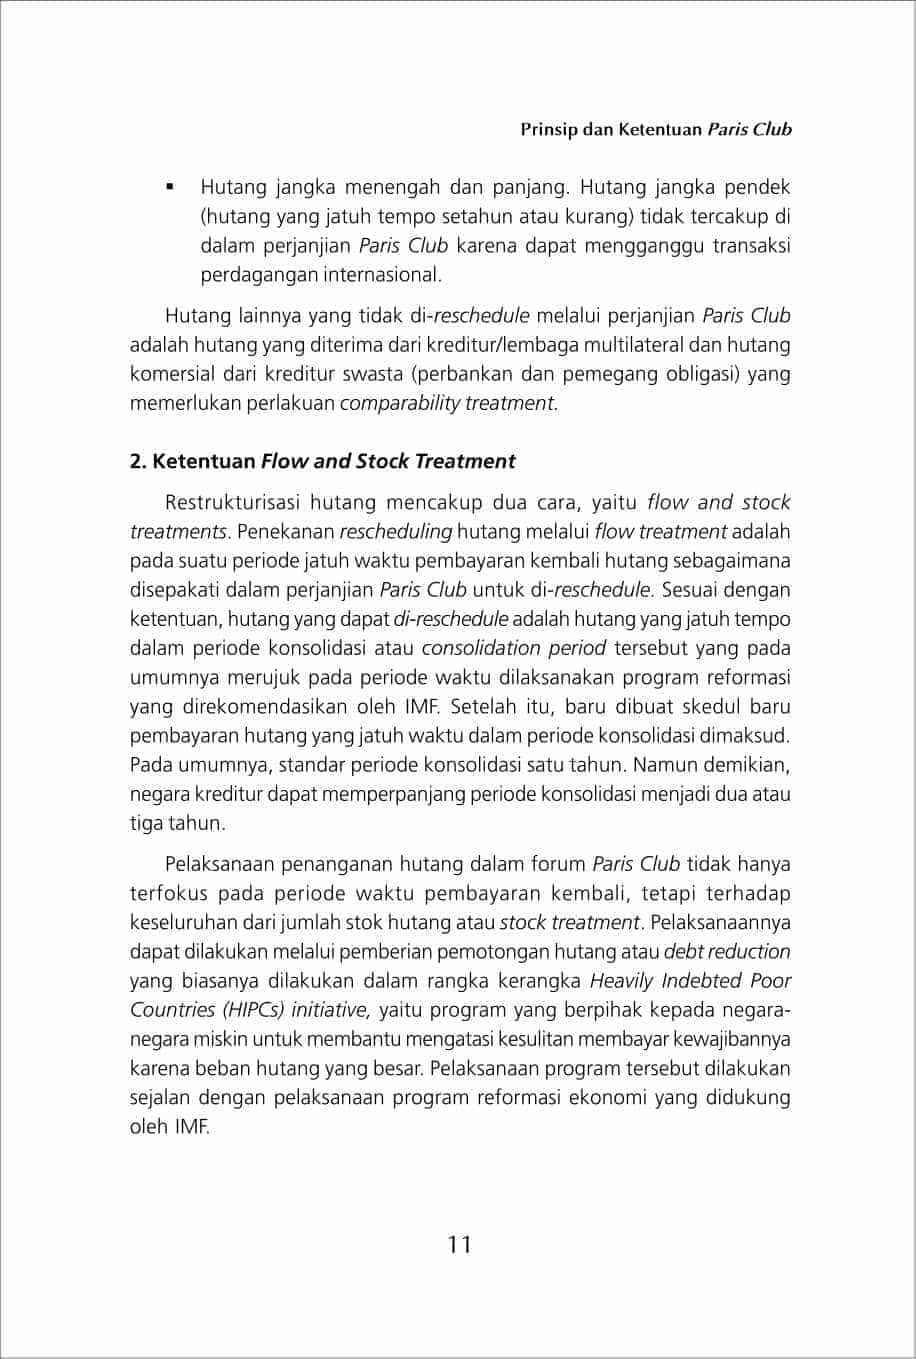 Prinsip dan Ketentuan Paris Club
▪ Hutang jangka menengah dan panjang. Hutang jangka pendek
(hutang yang jatuh tempo setahun atau kurang) tidak tercakup di
dalam perjanjian Paris Club karena dapat mengganggu transaksi
perdagangan internasional.
Hutang lainnya yang tidak di-reschedule melalui perjanjian Paris Club
adalah hutang yang diterima dari kreditur/lembaga multilateral dan hutang
komersial dari kreditur swasta (perbankan dan pemegang obligasi) yang
memerlukan perlakuan comparability treatment.
2. Ketentuan Flow and Stock Treatment
Restrukturisasi hutang mencakup dua cara, yaitu flow and stock
treatments. Penekanan rescheduling hutang melalui flow treatment adalah
pada suatu periode jatuh waktu pembayaran kembali hutang sebagaimana
disepakati dalam perjanjian Paris Club untuk di-reschedule. Sesuai dengan
ketentuan, hutang yang dapat di-reschedule adalah hutang yang jatuh tempo
dalam periode konsolidasi atau consolidation period tersebut yang pada
umumnya merujuk pada periode waktu dilaksanakan program reformasi
yang direkomendasikan oleh IMF. Setelah itu, baru dibuat skedul baru
pembayaran hutang yang jatuh waktu dalam periode konsolidasi dimaksud.
Pada umumnya, standar periode konsolidasi satu tahun. Namun demikian,
negara kreditur dapat memperpanjang periode konsolidasi menjadi dua atau
tiga tahun.
Pelaksanaan penanganan hutang dalam forum Paris Club tidak hanya
terfokus pada periode waktu pembayaran kembali, tetapi terhadap
keseluruhan dari jumlah stok hutang atau stock treatment. Pelaksanaannya
dapat dilakukan melalui pemberian pemotongan hutang atau debt reduction
yang biasanya dilakukan dalam rangka kerangka Heavily Indebted Poor
Countries (HIPCs) initiative, yaitu program yang berpihak kepada negara-
negara miskin untuk membantu mengatasi kesulitan membayar kewajibannya
karena beban hutang yang besar. Pelaksanaan program tersebut dilakukan
sejalan dengan pelaksanaan program reformasi ekonomi yang didukung
oleh IMF.
11